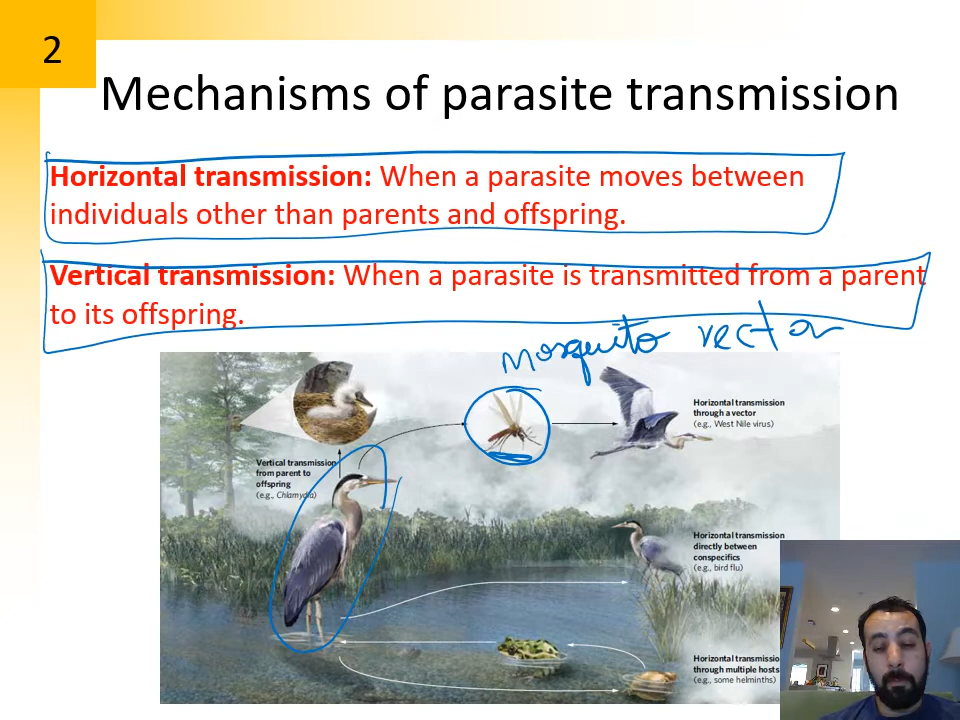 2
Mechanisms of parasite transmission
Horizontal transmission: When a parasite moves between
individuals other than parents and offspring.
Vertical transmission: When a parasite is transmitted from a parent
to its offspring.
Mosquito vector
Horizontal transmission
through a vector
(e.g., West Nile virus)
Vertical transmission
from parent to
offspring
(e.g., Chlamydia)
Horizontal transmission
directly between
conspecifics
(e.g., bird flu)
Horizontal transmissio
through multiple hosts
(e.g., some helminths)